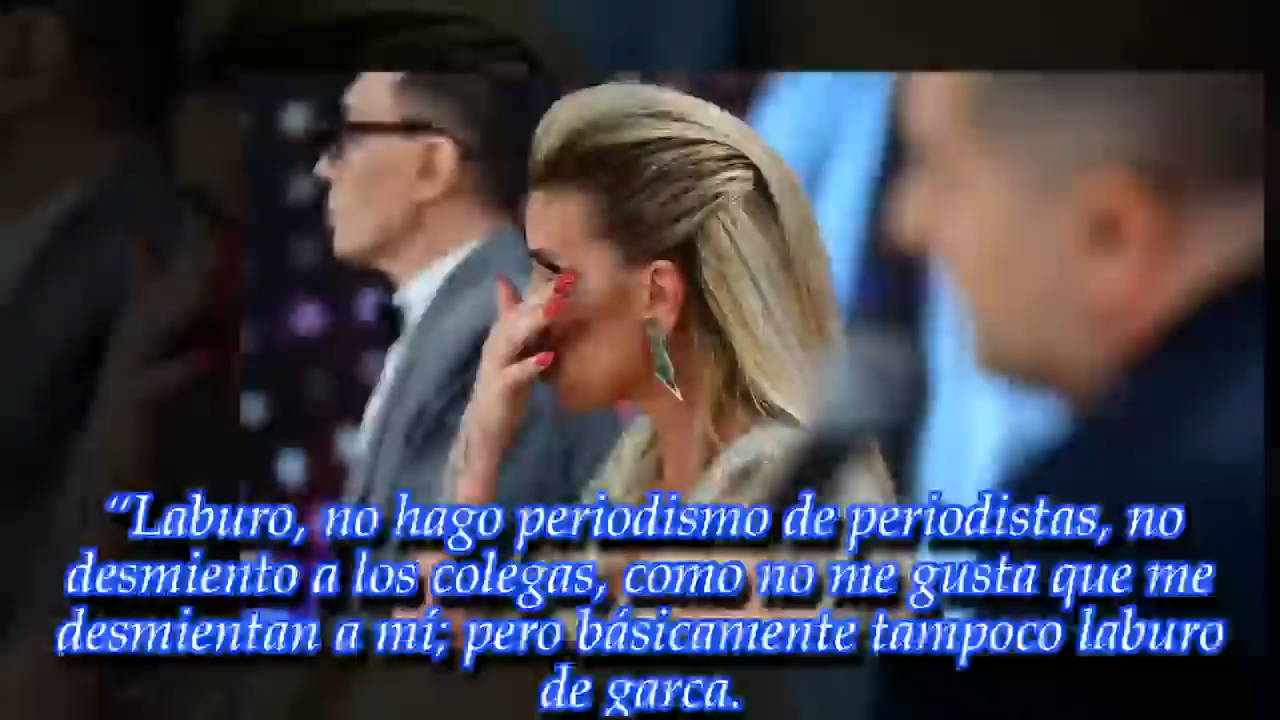 “Laburo, no hago periodismo de periodistas, no
desmiento a los colegas, como no me gusta que me
desmientan a mí; pero básicamente tampoco laburo
de garca.